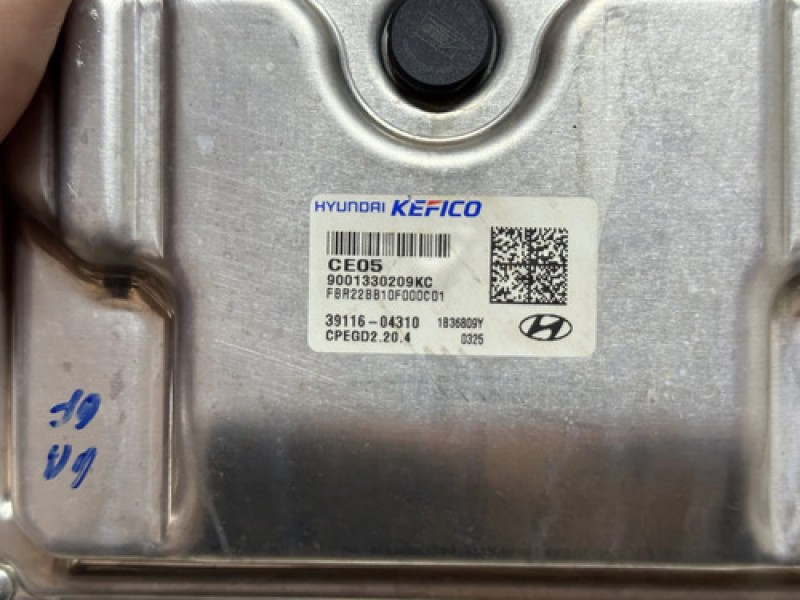 HYUNDAI KEFICO
CE05
9001330209KC
FBR22BB10F000C01
39116-04310 1B36809Y
CPEGD2.20.4 0325